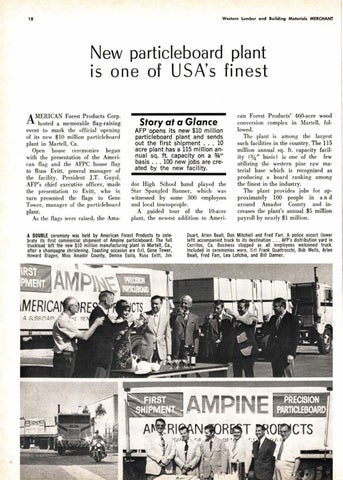 18
Western Lumber and Building Materials MERCHANT
New particleboard plant
is one of USA's finest
AMERICAN Forest Products Corp.
hosted a memorable flag-raising
event to mark the official opening
of its new $10 million particleboard
plant in Martell, Ca.
Open house ceremonies began
with the presentation of the Ameri-
can flag and the AFPC house flag
to Russ Evitt, general manager of
the facility. President J.T. Goyol,
AFP's chief executive officer, made
the presentation to Evitt, who in
turn presented the flags to Gene
Tower, manager of the particleboard
plant.
As the flags were raised, the Ama-
Story at a Glance
AFP opens its new $10 million
particleboard plant and sends
out the first shipment . . . 10
acre plant has a 115 million an-
nual sq. ft. capacity on a ¾"
basis . . . 100 new jobs are cre-
ated by the new facility.
dor High School band played the
Star Spangled Banner, which was
witnessed by some 300 employees
and local townspeople.
A guided tour of the 10-acre
plant, the newest addition to Ameri-
can Forest Products' 460-acre wood
conversion complex in Martell, fol-
lowed.
The plant is among the largest
such facilities in the country. The 115
million annual sq. ft. capacity facil-
ity (¾" basis) is one of the few
utilizing the western pine raw ma-
terial base which is recognized as
producing a board ranking among
the finest in the industry.
The plant provides jobs for ap-
proximately 100 people in and
around Amador County and in-
creases the plant's annual $5 million
payroll by nearly $1 million.
A DOUBLE ceremony was held by American Forest Products to cele-
brate its first commercial shipment of Ampine particleboard. The full
truckload left the new $10 million manufacturing plant in Martell, Ca.,
after a champagne christening. Toasting success are (l-r) Gene Tower,
Howard Blagen, Miss Amador County, Denise Eudia, Russ Evitt, Jim
Duart, Arlen Beall, Don Mitchell and Fred Farr. A police escort (lower
left) accompanied truck to its destination . . . AFP's distribution yard in
Cerritos, Ca. Business stopped as all employees welcomed truck.
Included in ceremonies were, (l-r) Frank Quattrocchi, Bob Mello, Arlen
Beall, Fred Farr, Lou Lofchie, and Bill Danner.
FIRST
SHIPMENT
AMPINE
PRECISION
PARTICLEBOARD
AMERICAN
A SUBSIDIARY
FIRST
SHIPMENT
AMPINE
PRECISION
PARTICLEBOARD
AMERICAN FOREST PRODUCTS